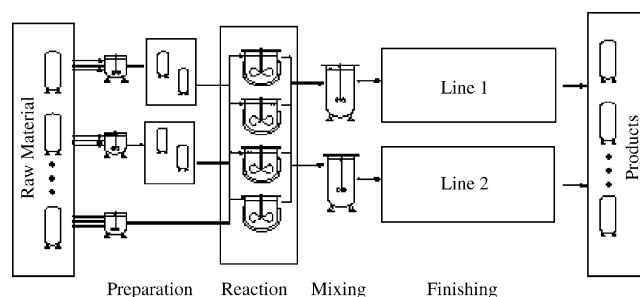 Raw Material
Line 1
Line 2
Products
Preparation
Reaction
Mixing
Finishing